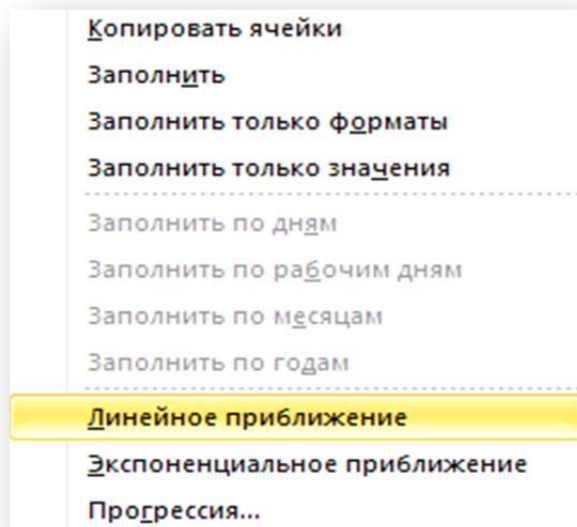 Копировать ячейки
Заполнить
Заполнить только форматы
Заполнить только значения
Заполнить по дням
Заполнить по рабочим дням
Заполнить по месяцам
Заполнить по годам
Линейное приближение
Экспоненциальное приближение
Прогрессия...